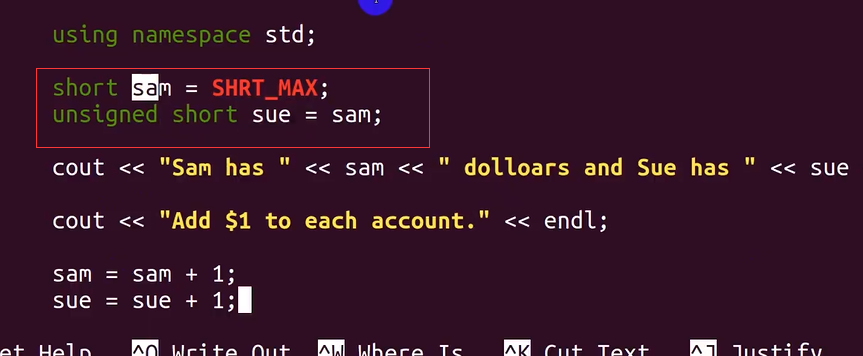 using namespace std;
short sam = SHRT_MAX;
unsigned short sue = sam;
cout << "Sam has " << sam << " dolloars and Sue has " << sue
cout << "Add $1 to each account." << endl;
sam = sam + 1;
sue = sue + 1;
et Help ^O Write Out ^W Where Is ^K Cut Text ^J Justify